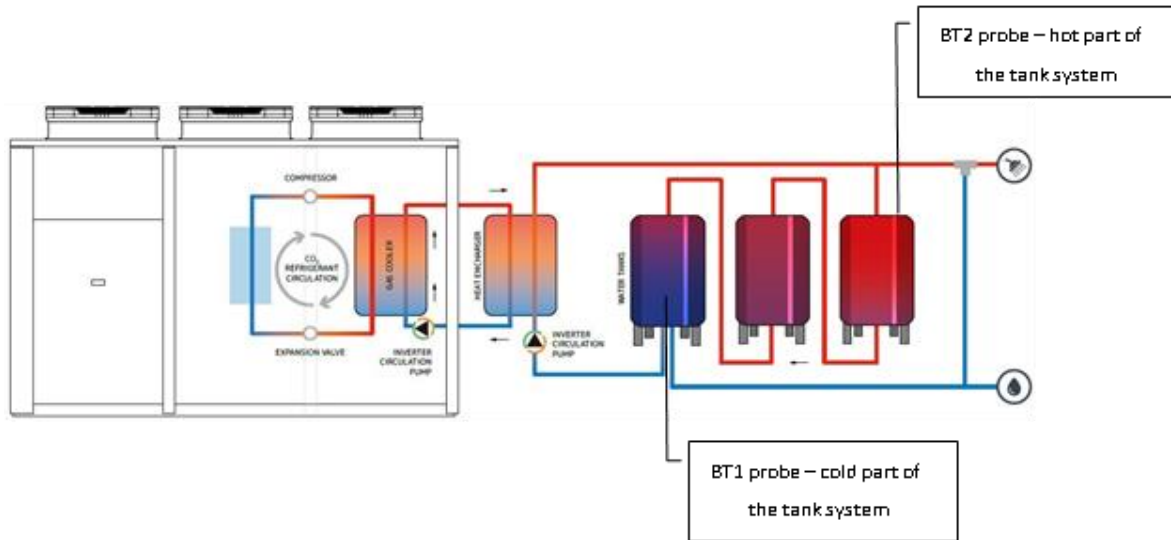 BT2 probe – hot part of
the tank system
COMPRESSOR
CO2
REFRIGERANT
CIRCULATION
GAS COOLER
HEAT EXCHARGER
WATER TANKS
EXPANSION VALVE
INVERTER
CIRCULATION
PUMP
INVERTER
CIRCULATION
PUMP
BT1 probe – cold part of
the tank system